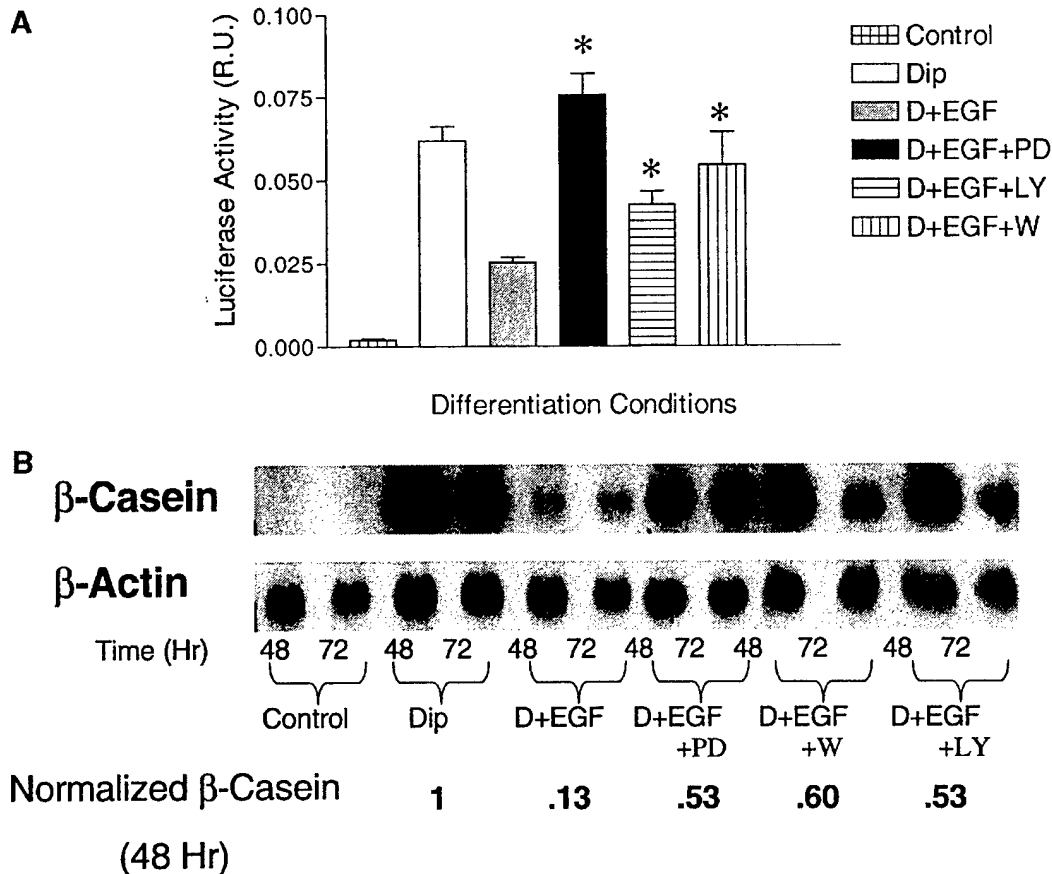 A
Luciferase Activity (R.U.)
0.100
0.075
0.050
0.025
0.000
*
*
*
Control
Dip
D+EGF
D+EGF+PD
D+EGF+LY
D+EGF+W
Differentiation Conditions
B
β-Casein
β-Actin
Time (Hr) 48 72 48 72 48 72 48 72 48 72 48 72
Control Dip D+EGF D+EGF D+EGF D+EGF
+PD +W +LY
Normalized β-Casein 1 .13 .53 .60 .53
(48 Hr)